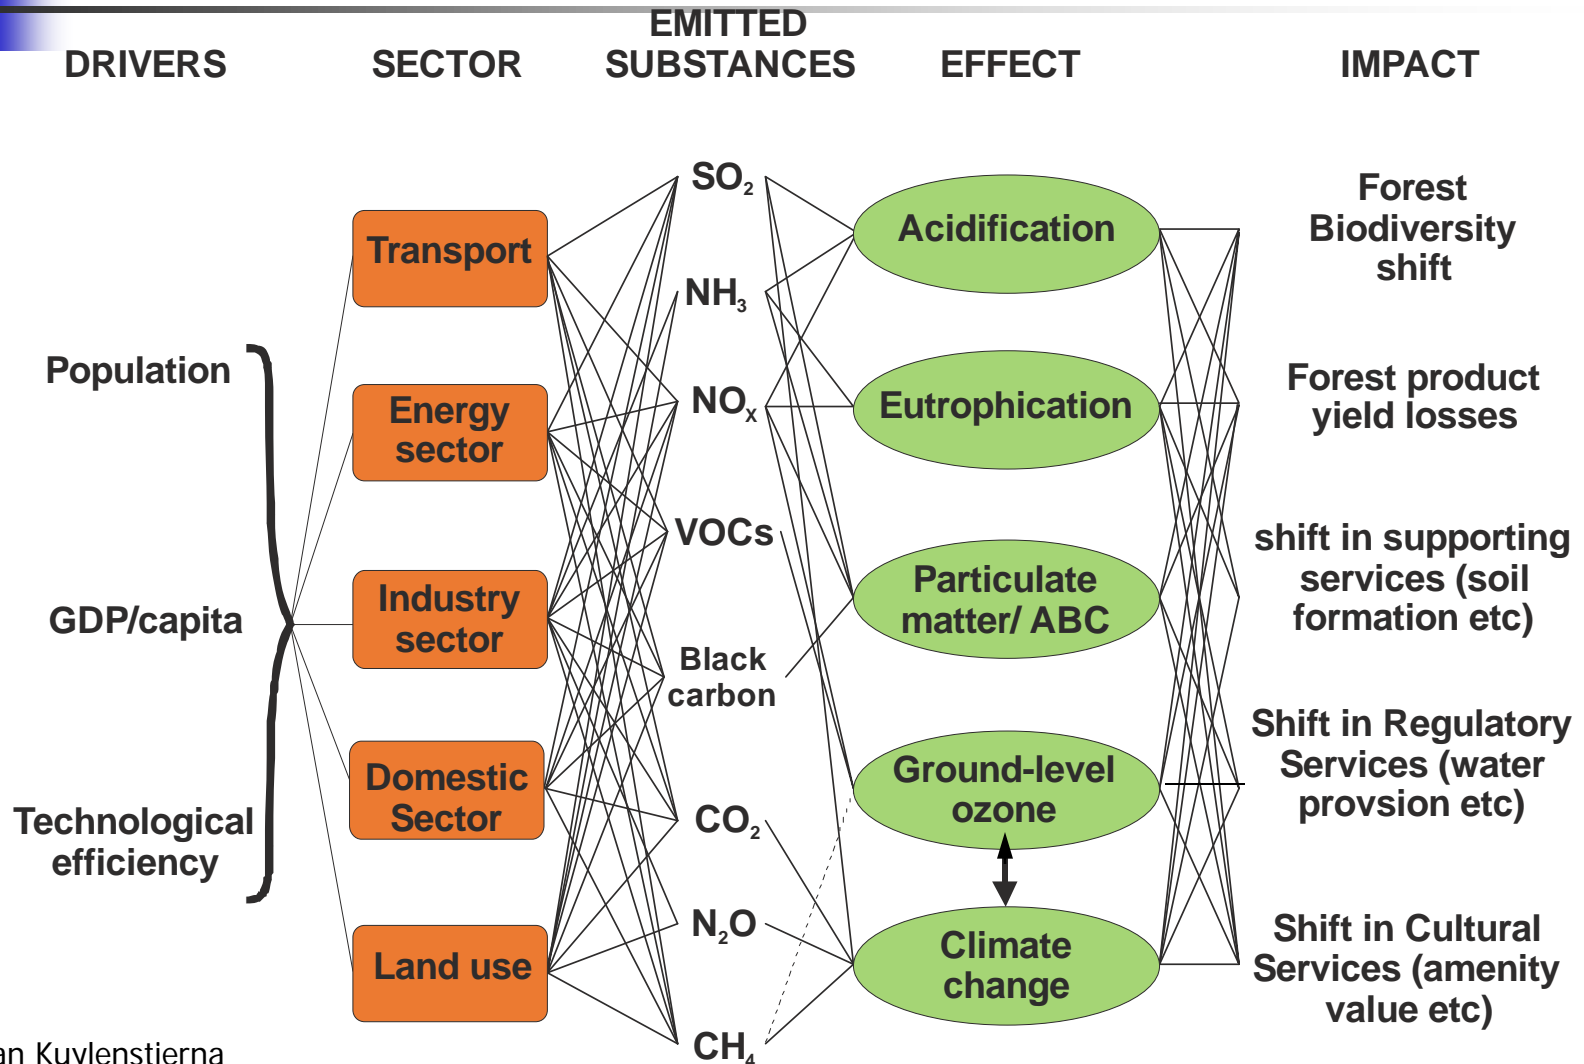 DRIVERS
SECTOR
EMITTED
SUBSTANCES
EFFECT
IMPACT
Population
GDP/capita
Technological
efficiency
Transport
Energy
sector
Industry
sector
Domestic
Sector
Land use
SO₂
NH₃
NOₓ
VOCs
Black
carbon
CO₂
N₂O
CH₄
Acidification
Eutrophication
Particulate
matter/ ABC
Ground-level
ozone
Climate
change
Forest
Biodiversity
shift
Forest product
yield losses
shift in supporting
services (soil
formation etc)
Shift in Regulatory
Services (water
provsion etc)
Shift in Cultural
Services (amenity
value etc)
an Kuylenstierna